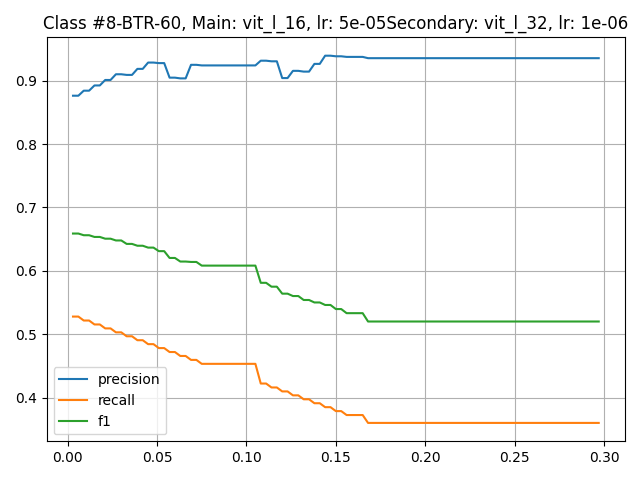 Class #8-BTR-60, Main: vit_l_16, lr: 5e-05Secondary: vit_l_32, lr: 1e-06
0.9
0.8
0.7
0.6
0.5
0.4
precision
recall
f1
0.00 0.05 0.10 0.15 0.20 0.25 0.30